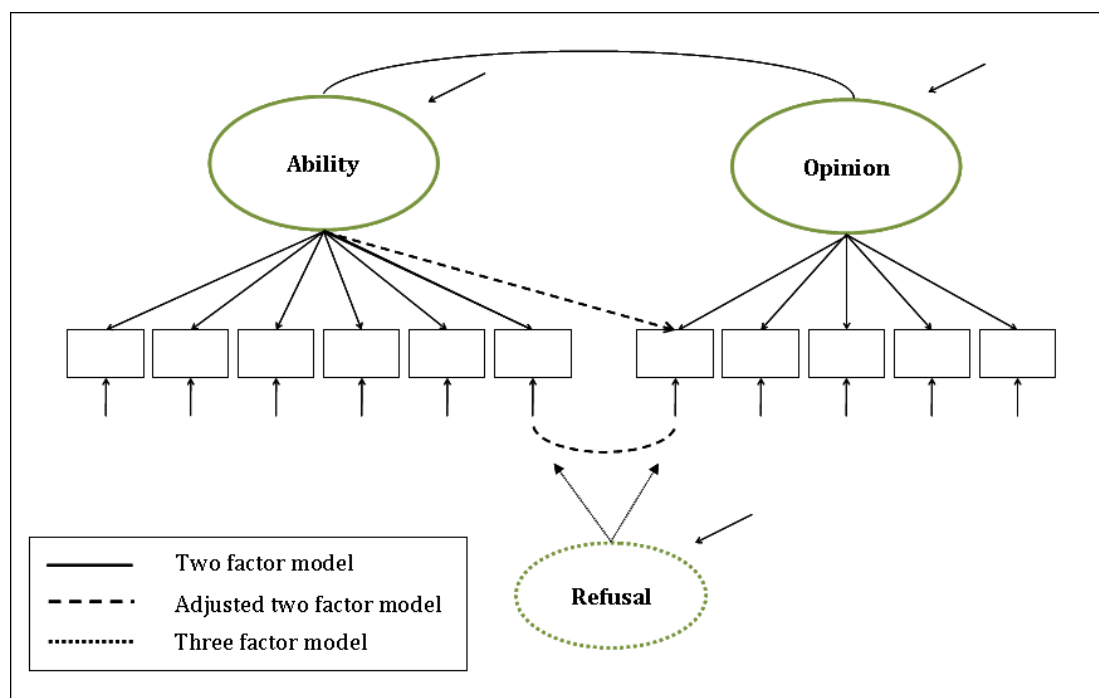 Ability
Opinion
Refusal
Two factor model
Adjusted two factor model
Three factor model